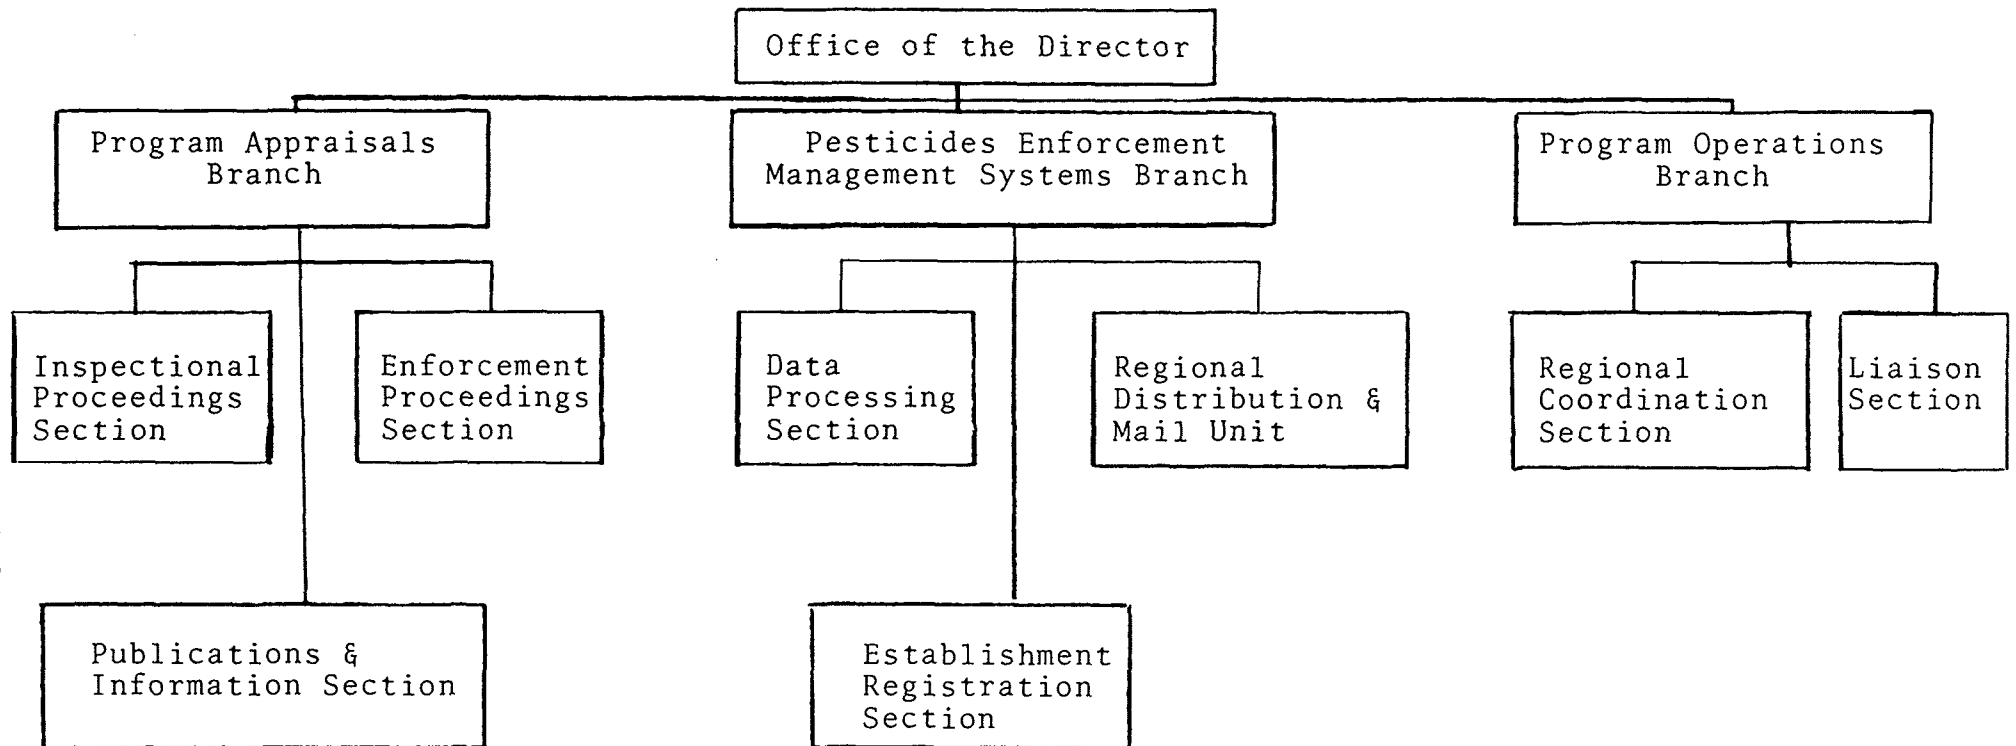 Office of the Director
Program Appraisals
Branch
Pesticides Enforcement
Management Systems Branch
Program Operations
Branch
Inspectional
Proceedings
Section
Enforcement
Proceedings
Section
Data
Processing
Section
Regional
Distribution &
Mail Unit
Regional
Coordination
Section
Liaison
Section
Publications &
Information Section
Establishment
Registration
Section